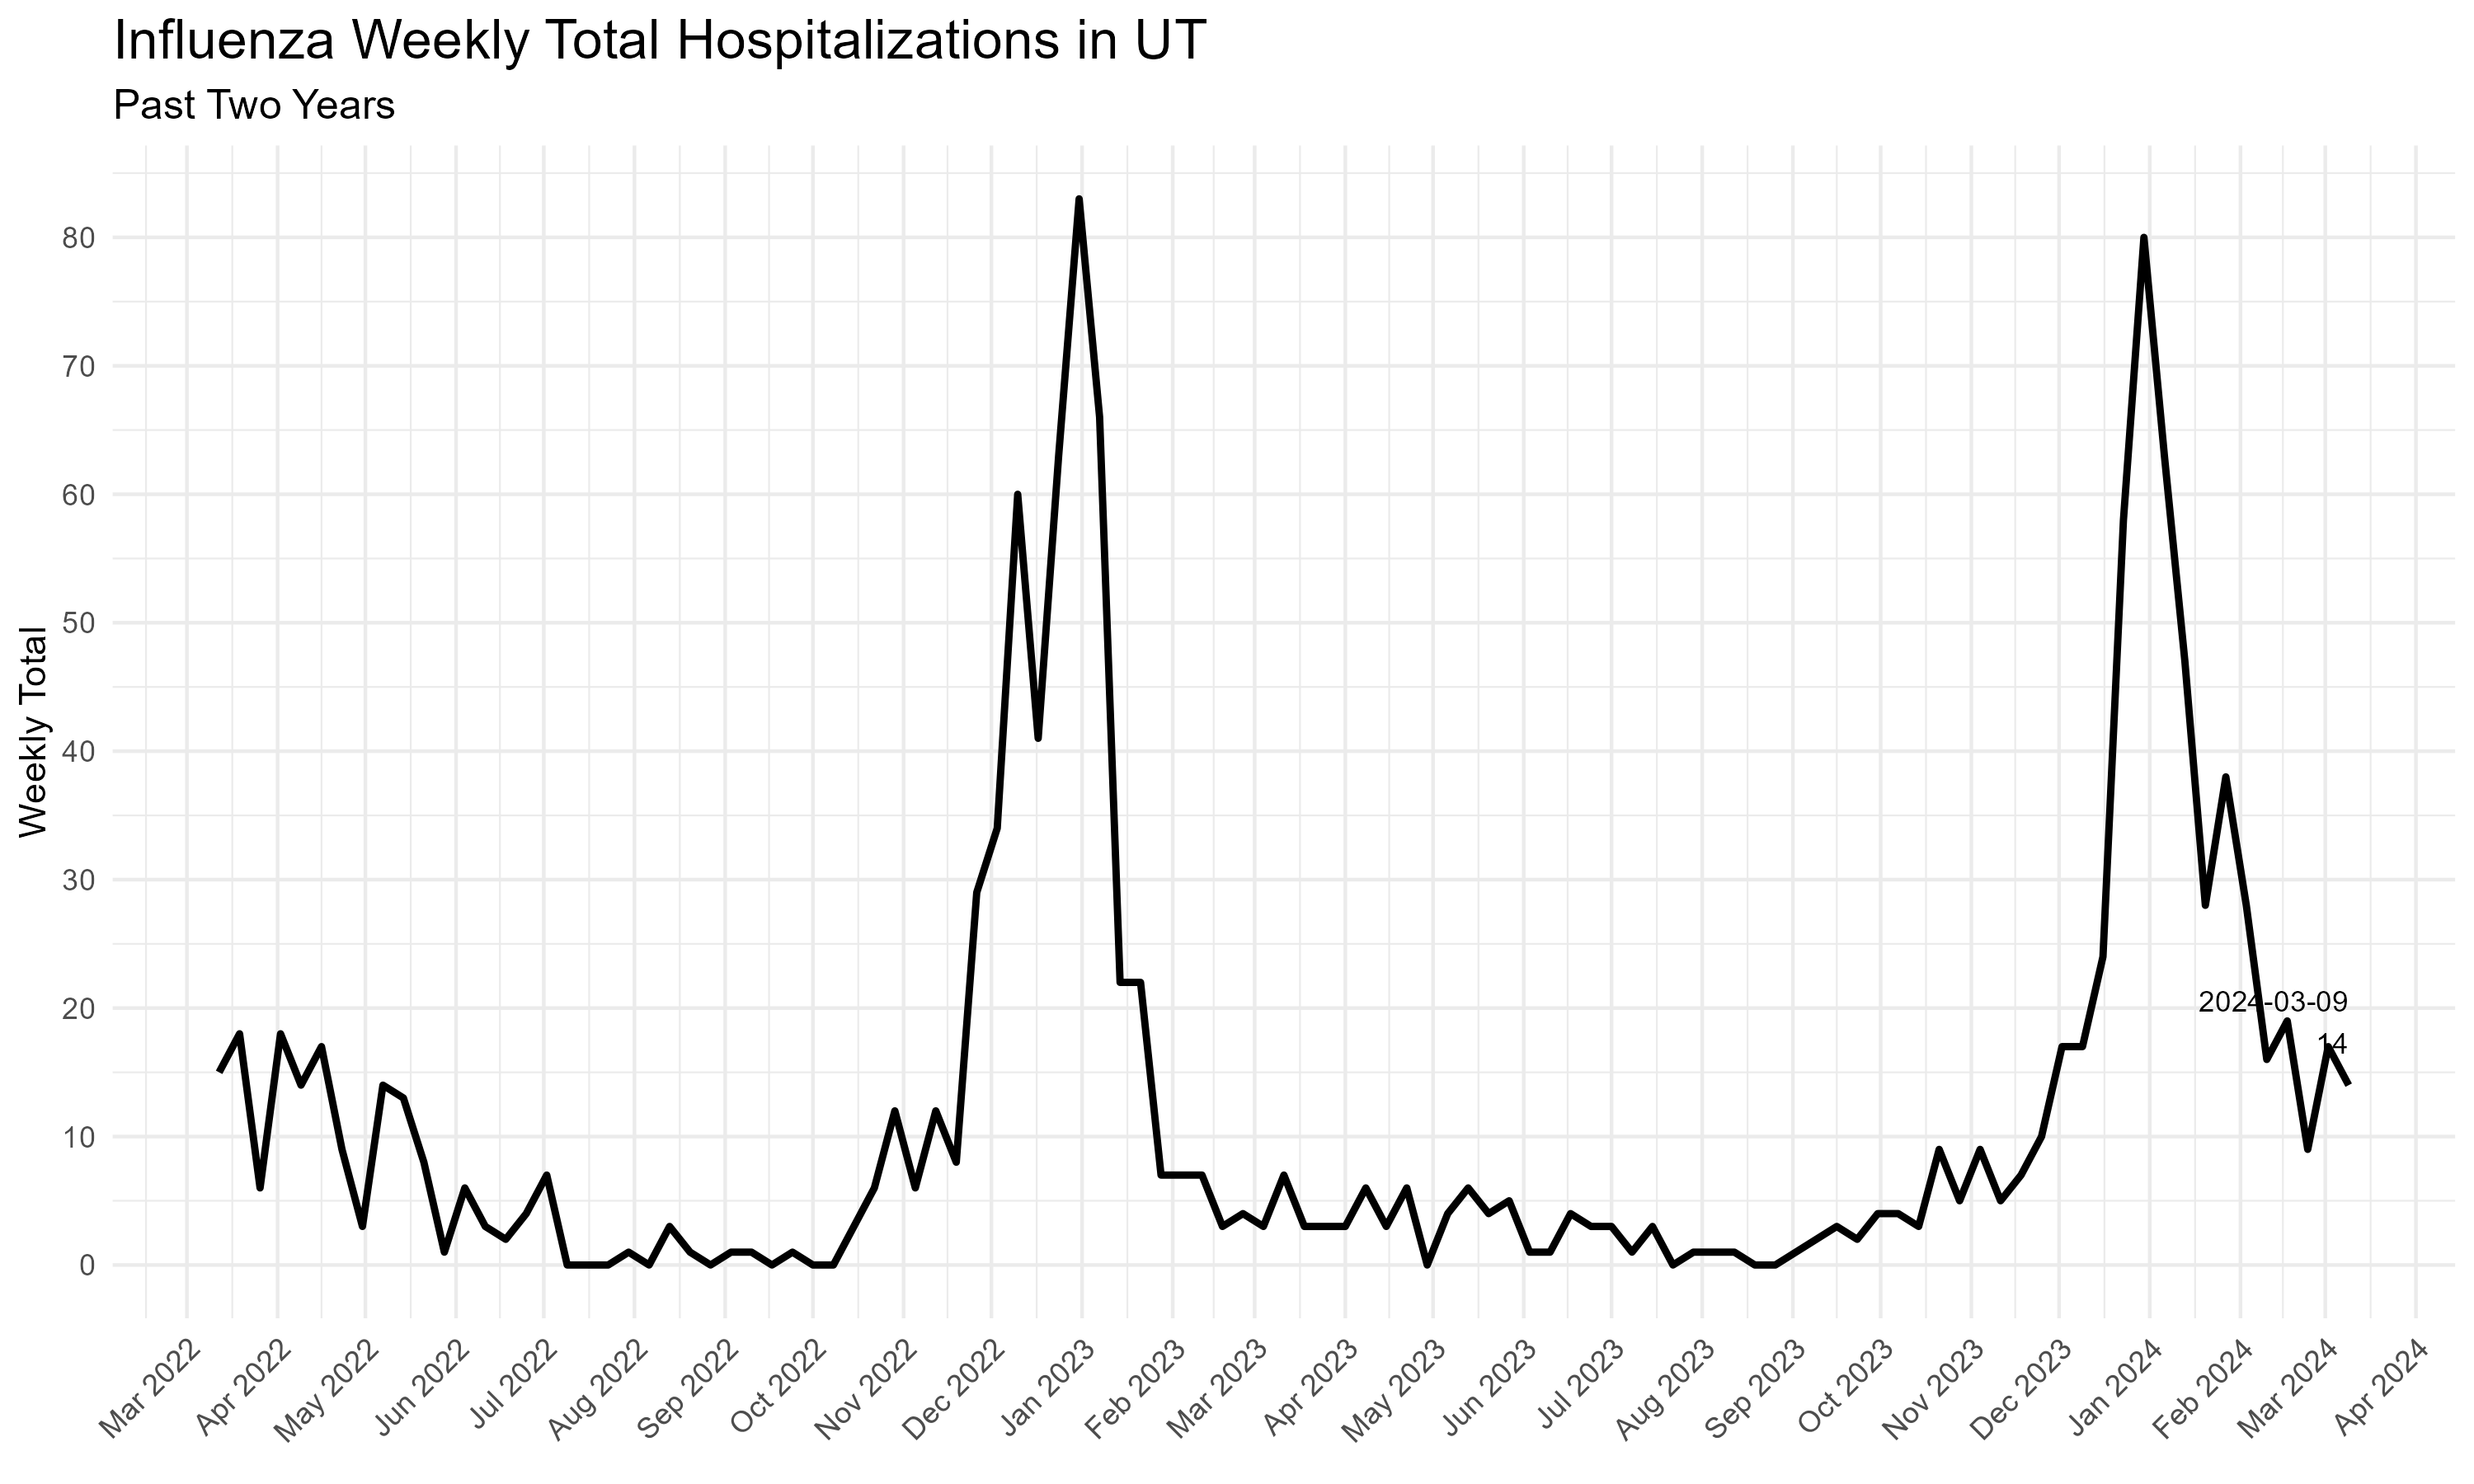 Influenza Weekly Total Hospitalizations in UT
Past Two Years
Weekly Total
80
70
60
50
40
30
20
10
0
2024-03-09
14
Mar 2022
Apr 2022
May 2022
Jun 2022
Jul 2022
Aug 2022
Sep 2022
Oct 2022
Nov 2022
Dec 2022
Jan 2023
Feb 2023
Mar 2023
Apr 2023
May 2023
Jun 2023
Jul 2023
Aug 2023
Sep 2023
Oct 2023
Nov 2023
Dec 2023
Jan 2024
Feb 2024
Mar 2024
Apr 2024